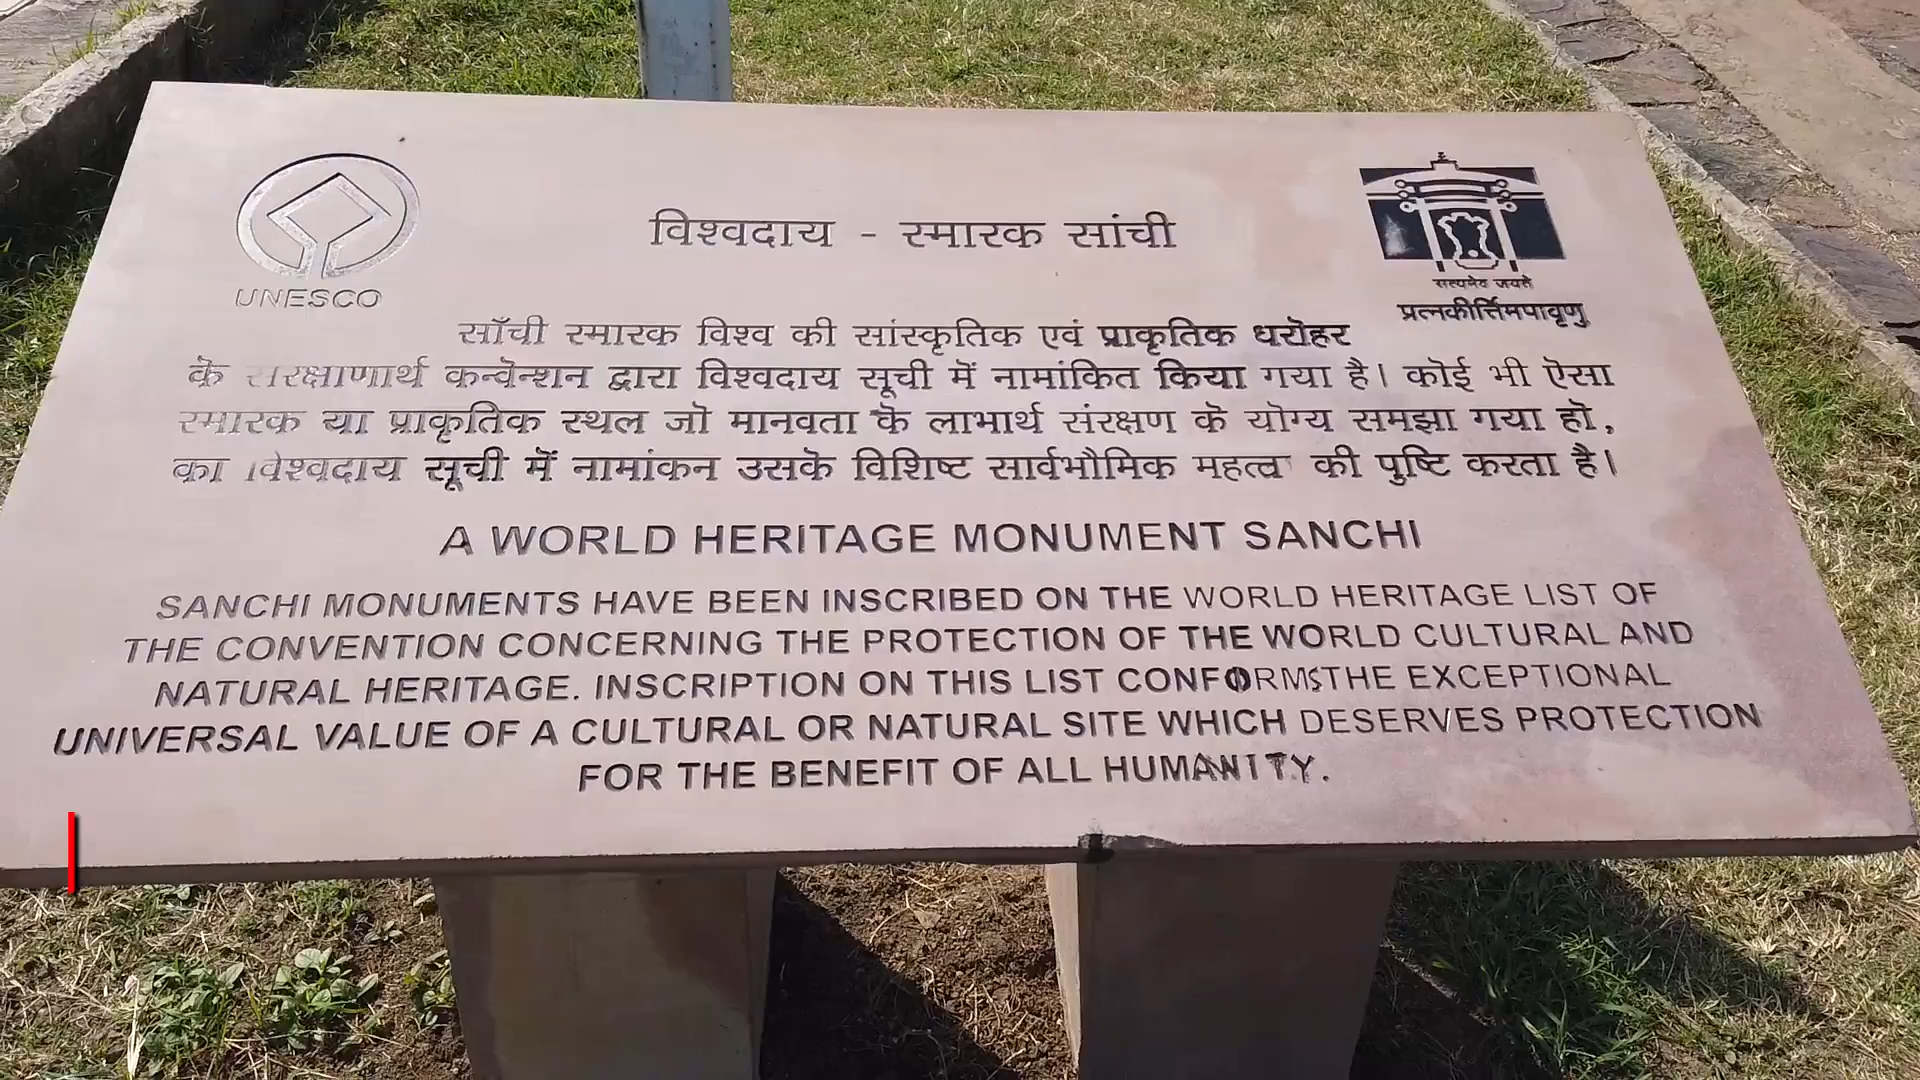 UNESCO
विश्वदाय - स्मारक सांची
सत्यमेव जयते
प्रत्नकीर्त्तिमपावृणु
साँची स्मारक विश्व की सांस्कृतिक एवं प्राकृतिक धरोहर
के सरक्षाणार्थ कन्वेन्शन द्वारा विश्वदाय सूची में नामांकित किया गया है। कोई भी ऐसा
स्मारक या प्राकृतिक स्थल जो मानवता के लाभार्थ संरक्षण के योग्य समझा गया हो,
का विश्वदाय सूची में नामांकन उसके विशिष्ट सार्वभौमिक महत्व की पुष्टि करता है।
A WORLD HERITAGE MONUMENT SANCHI
SANCHI MONUMENTS HAVE BEEN INSCRIBED ON THE WORLD HERITAGE LIST OF
THE CONVENTION CONCERNING THE PROTECTION OF THE WORLD CULTURAL AND
NATURAL HERITAGE. INSCRIPTION ON THIS LIST CONFORMS THE EXCEPTIONAL
UNIVERSAL VALUE OF A CULTURAL OR NATURAL SITE WHICH DESERVES PROTECTION
FOR THE BENEFIT OF ALL HUMANITY.